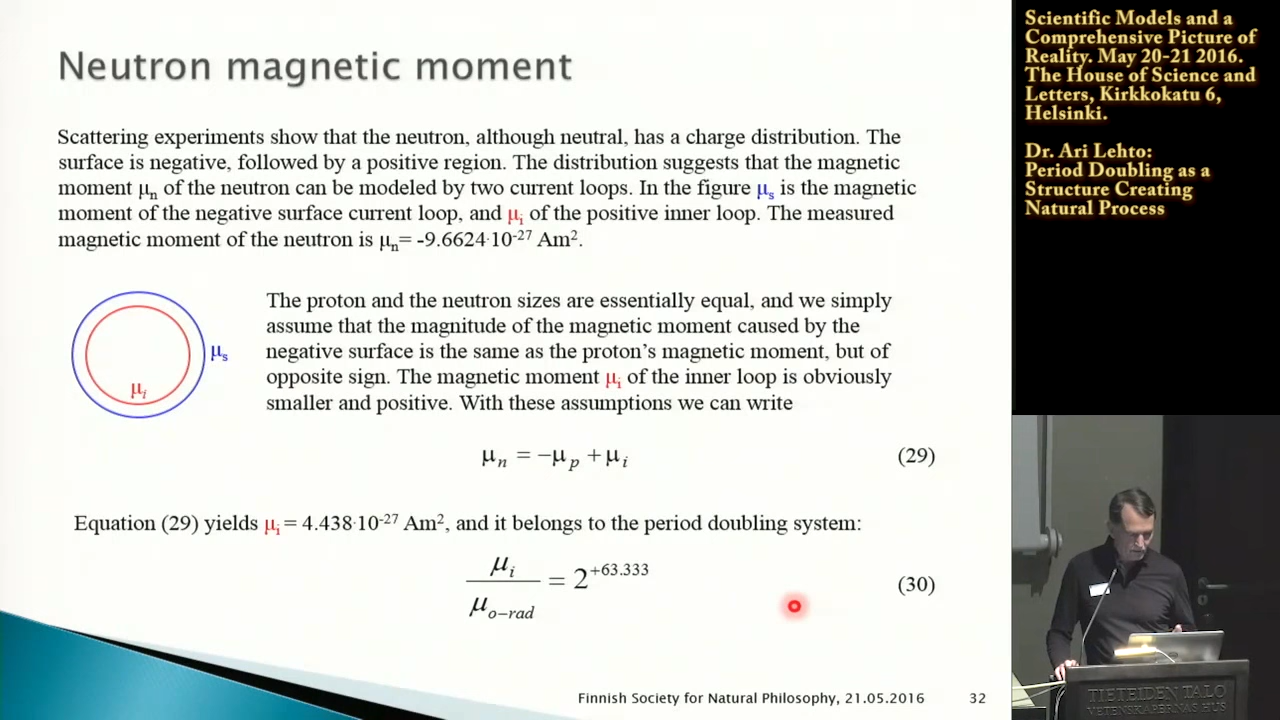 Neutron magnetic moment
Scattering experiments show that the neutron, although neutral, has a charge distribution. The
surface is negative, followed by a positive region. The distribution suggests that the magnetic
moment μn of the neutron can be modeled by two current loops. In the figure μs is the magnetic
moment of the negative surface current loop, and μi of the positive inner loop. The measured
magnetic moment of the neutron is μn= -9.6624·10⁻²⁷ Am².
μs
μi
The proton and the neutron sizes are essentially equal, and we simply
assume that the magnitude of the magnetic moment caused by the
negative surface is the same as the proton's magnetic moment, but of
opposite sign. The magnetic moment μi of the inner loop is obviously
smaller and positive. With these assumptions we can write
μn = −μp + μi (29)
Equation (29) yields μi = 4.438·10⁻²⁷ Am², and it belongs to the period doubling system:
μi / μo−rad = 2^+63.333 (30)
Finnish Society for Natural Philosophy, 21.05.2016 32
Scientific Models and a
Comprehensive Picture of
Reality. May 20-21 2016.
The House of Science and
Letters, Kirkkokatu 6,
Helsinki.
Dr. Ari Lehto:
Period Doubling as a
Structure Creating
Natural Process
TIETEIDEN TALO
VETENSKAPERNAS HUS